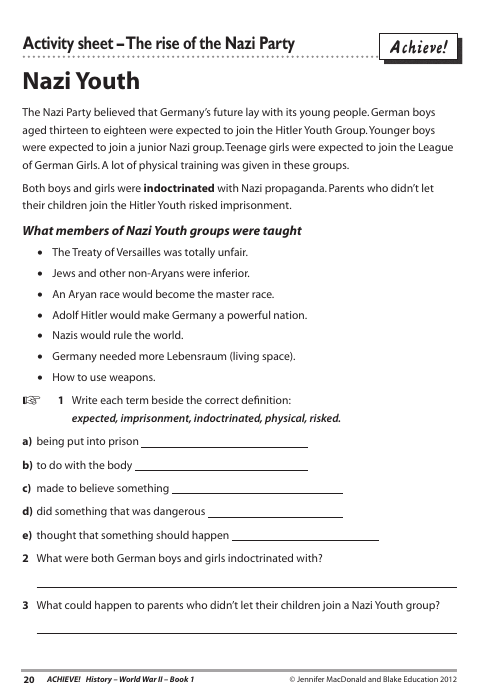 Activity sheet – The rise of the Nazi Party
Achieve!
Nazi Youth
The Nazi Party believed that Germany's future lay with its young people. German boys
aged thirteen to eighteen were expected to join the Hitler Youth Group. Younger boys
were expected to join a junior Nazi group. Teenage girls were expected to join the League
of German Girls. A lot of physical training was given in these groups.
Both boys and girls were indoctrinated with Nazi propaganda. Parents who didn't let
their children join the Hitler Youth risked imprisonment.
What members of Nazi Youth groups were taught
• The Treaty of Versailles was totally unfair.
• Jews and other non-Aryans were inferior.
• An Aryan race would become the master race.
• Adolf Hitler would make Germany a powerful nation.
• Nazis would rule the world.
• Germany needed more Lebensraum (living space).
• How to use weapons.
1 Write each term beside the correct definition:
expected, imprisonment, indoctrinated, physical, risked.
a) being put into prison
b) to do with the body
c) made to believe something
d) did something that was dangerous
e) thought that something should happen
2 What were both German boys and girls indoctrinated with?
3 What could happen to parents who didn't let their children join a Nazi Youth group?
20 ACHIEVE! History – World War II – Book 1 © Jennifer MacDonald and Blake Education 2012